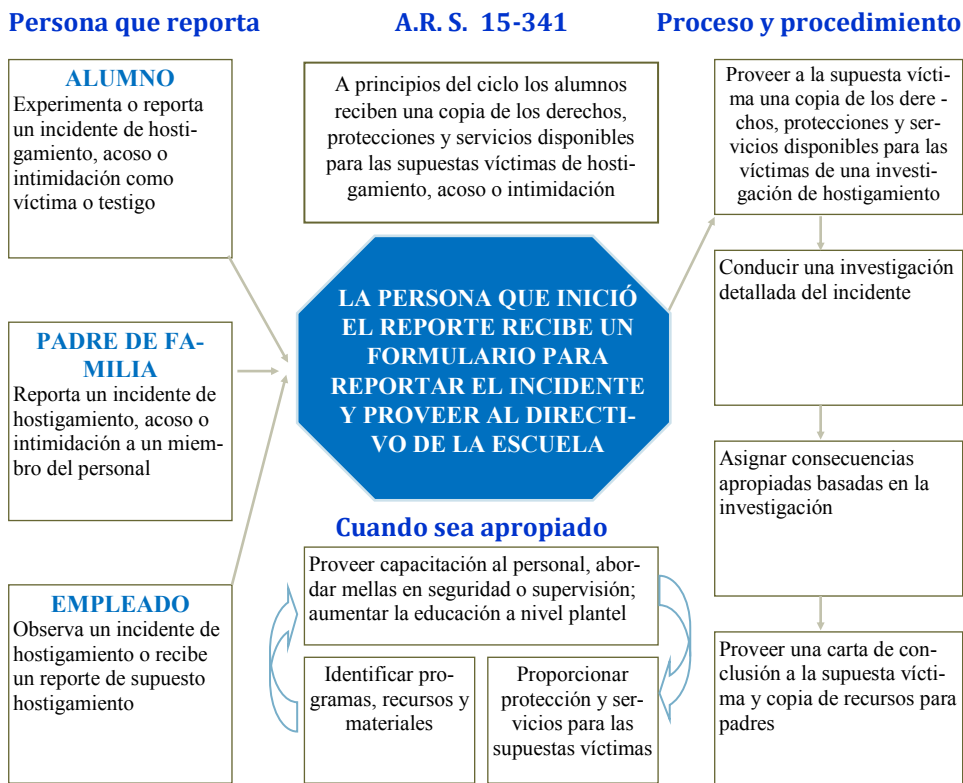 Persona que reporta
A.R. S. 15-341
Proceso y procedimiento
ALUMNO
Experimenta o reporta
un incidente de hosti-
gamiento, acoso o
intimidación como
víctima o testigo
PADRE DE FA-
MILIA
Reporta un incidente de
hostigamiento, acoso o
intimidación a un miem-
bro del personal
EMPLEADO
Observa un incidente de
hostigamiento o recibe
un reporte de supuesto
hostigamiento
A principios del ciclo los alumnos
reciben una copia de los derechos,
protecciones y servicios disponibles
para las supuestas víctimas de hosti-
gamiento, acoso o intimidación
LA PERSONA QUE INICIÓ
EL REPORTE RECIBE UN
FORMULARIO PARA
REPORTAR EL INCIDENTE
Y PROVEER AL DIRECTI-
VO DE LA ESCUELA
Cuando sea apropiado
Proveer capacitación al personal, abor-
dar mellas en seguridad o supervisión;
aumentar la educación a nivel plantel
Identificar pro-
gramas, recursos y
materiales
Proporcionar
protección y ser-
vicios para las
supuestas víctimas
Proveer a la supuesta vícti-
ma una copia de los dere -
chos, protecciones y ser-
vicios disponibles para las
víctimas de una investi-
gación de hostigamiento
Conducir una investigación
detallada del incidente
Asignar consecuencias
apropiadas basadas en la
investigación
Proveer una carta de con-
clusión a la supuesta vícti-
ma y copia de recursos para
padres